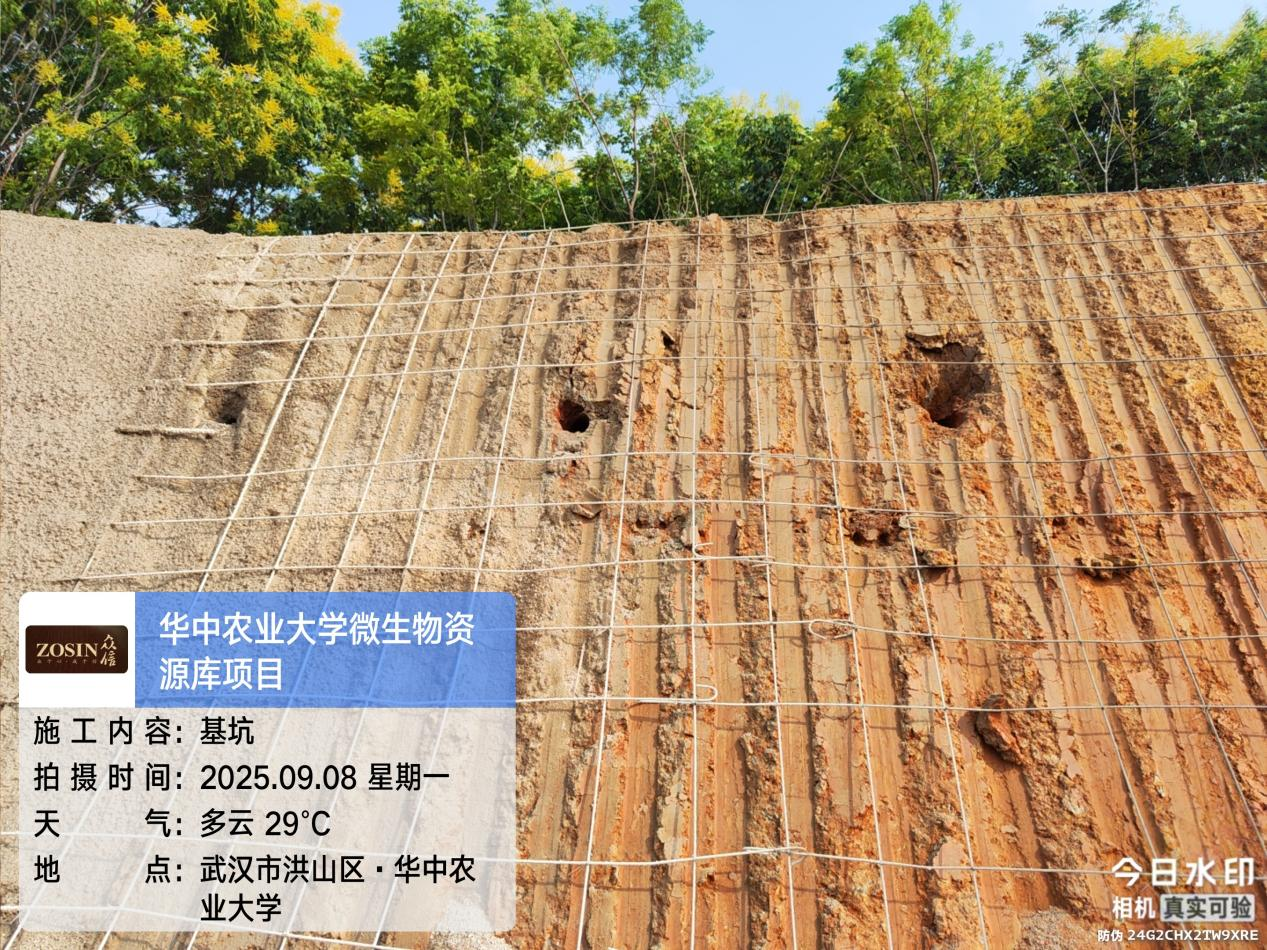 ZOSIN 众信
华中农业大学微生物资
源库项目
施工内容：基坑
拍摄时间：2025.09.08 星期一
天气：多云 29℃
地点：武汉市洪山区·华中农
业大学
今日水印
相机 真实可验
防伪 24G2CHX2TW9XRE